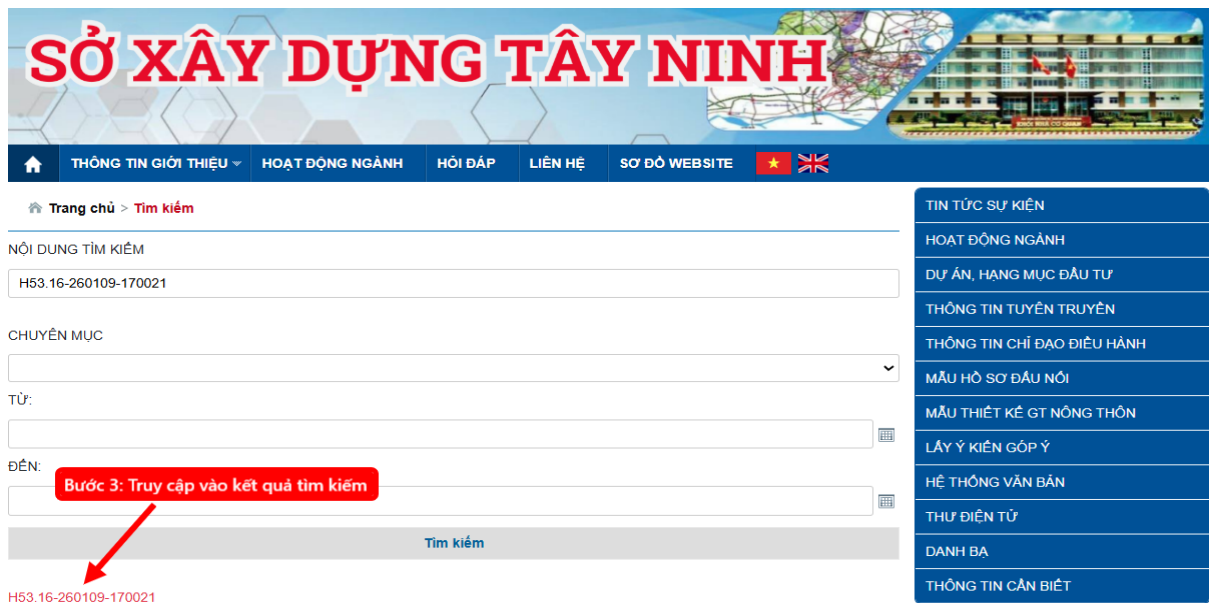 SỞ XÂY DỰNG TÂY NINH
THÔNG TIN GIỚI THIỆU HOẠT ĐỘNG NGÀNH HỎI ĐÁP LIÊN HỆ SƠ ĐỒ WEBSITE
Trang chủ > Tìm kiếm
NỘI DUNG TÌM KIẾM
H53.16-260109-170021
CHUYÊN MỤC
TỪ:
ĐẾN:
Bước 3: Truy cập vào kết quả tìm kiếm
Tìm kiếm
H53.16-260109-170021
TIN TỨC SỰ KIỆN
HOẠT ĐỘNG NGÀNH
DỰ ÁN, HẠNG MỤC ĐẦU TƯ
THÔNG TIN TUYÊN TRUYỀN
THÔNG TIN CHỈ ĐẠO ĐIỀU HÀNH
MẪU HỒ SƠ ĐẤU NỐI
MẪU THIẾT KẾ GT NÔNG THÔN
LẤY Ý KIẾN GÓP Ý
HỆ THỐNG VĂN BẢN
THƯ ĐIỆN TỬ
DANH BẠ
THÔNG TIN CẦN BIẾT